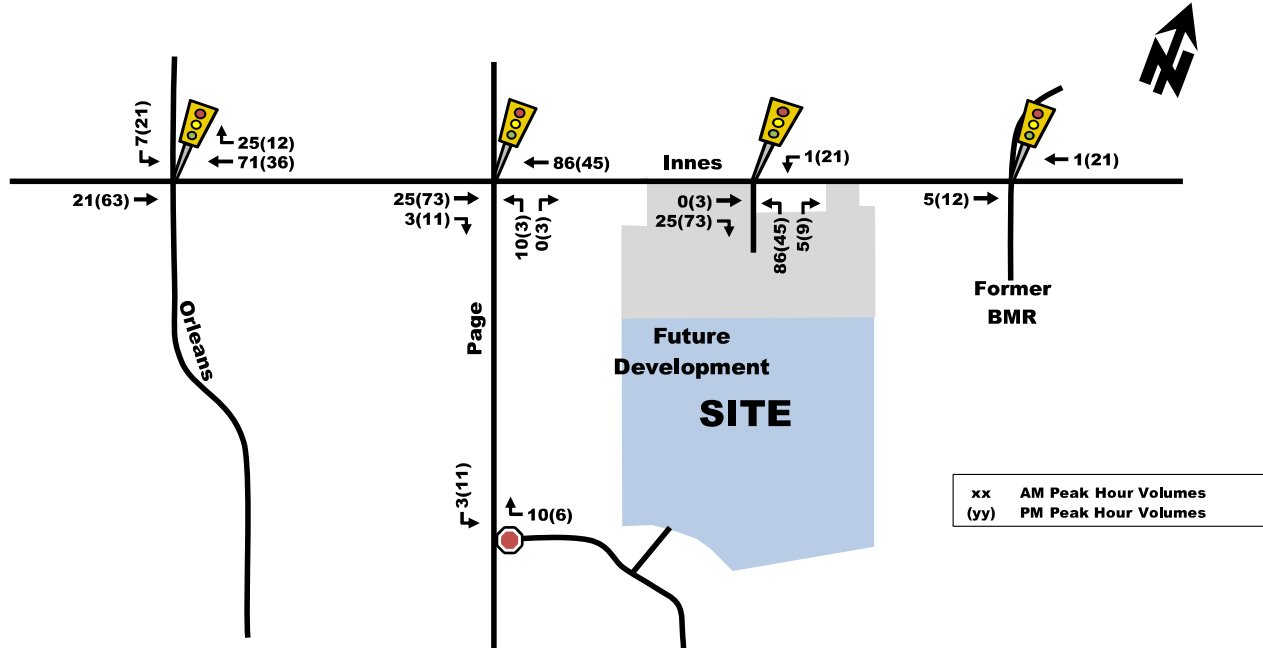 7(21)
25(12)
71(36)
21(63)
86(45)
25(73)
3(11)
10(3)
0(3)
Innes
1(21)
0(3)
25(73)
86(45)
5(9)
1(21)
5(12)
Former
BMR
Orleans
Page
Future
Development
SITE
3(11)
10(6)
xx AM Peak Hour Volumes
(yy) PM Peak Hour Volumes
N